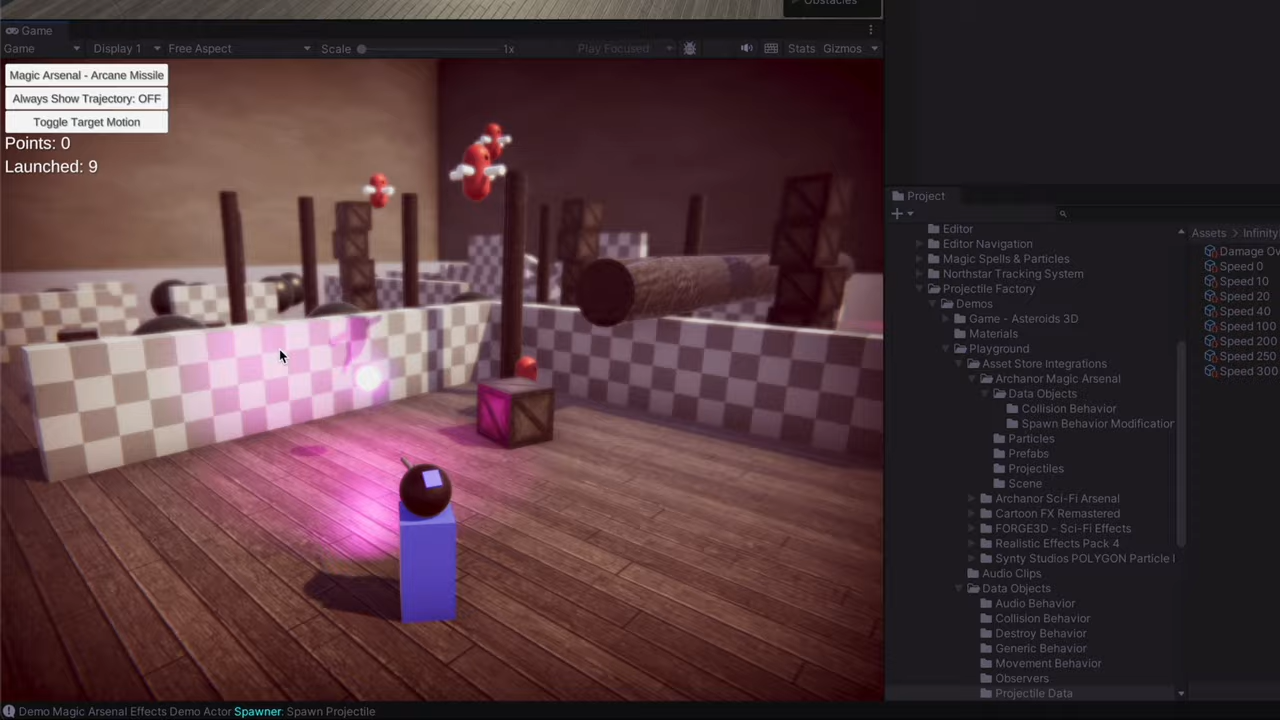 Obstacles
Game
Game Display 1 Free Aspect Scale 1x Play Focused Stats Gizmos
Magic Arsenal - Arcane Missile
Always Show Trajectory: OFF
Toggle Target Motion
Points: 0
Launched: 9
Project
Editor
Editor Navigation
Magic Spells & Particles
Northstar Tracking System
Projectile Factory
Demos
Game - Asteroids 3D
Materials
Playground
Asset Store Integrations
Archanor Magic Arsenal
Data Objects
Collision Behavior
Spawn Behavior Modification
Particles
Prefabs
Projectiles
Scene
Archanor Sci-Fi Arsenal
Cartoon FX Remastered
FORGE3D - Sci-Fi Effects
Realistic Effects Pack 4
Synty Studios POLYGON Particle
Audio Clips
Data Objects
Audio Behavior
Collision Behavior
Destroy Behavior
Generic Behavior
Movement Behavior
Observers
Projectile Data
Assets > Infinity
Damage Ov
Speed 0
Speed 10
Speed 20
Speed 40
Speed 100
Speed 200
Speed 250
Speed 300
Demo Magic Arsenal Effects Demo Actor Spawner: Spawn Projectile